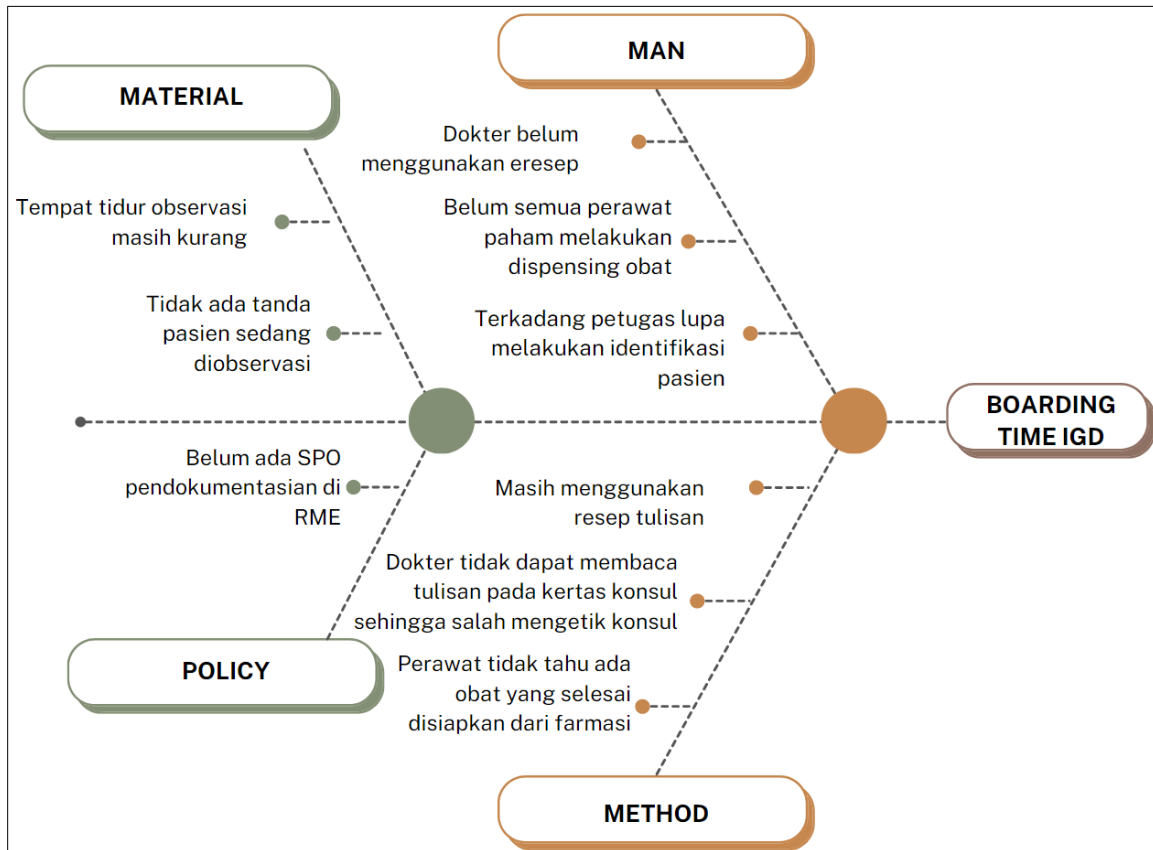 MATERIAL
Tempat tidur observasi
masih kurang
Tidak ada tanda
pasien sedang
diobservasi
MAN
Dokter belum
menggunakan eresep
Belum semua perawat
paham melakukan
dispensing obat
Terkadang petugas lupa
melakukan identifikasi
pasien
BOARDING
TIME IGD
Belum ada SPO
pendokumentasian di
RME
POLICY
Masih menggunakan
resep tulisan
Dokter tidak dapat membaca
tulisan pada kertas konsul
sehingga salah mengetik konsul
Perawat tidak tahu ada
obat yang selesai
disiapkan dari farmasi
METHOD